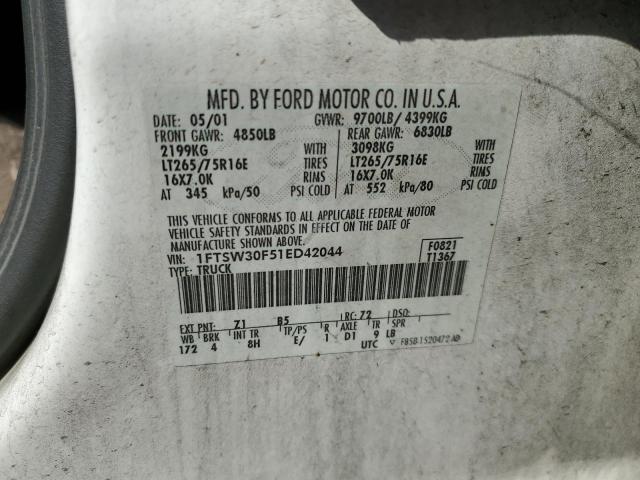 MFD. BY FORD MOTOR CO. IN U.S.A.
DATE: 05/01 GVWR: 9700LB/ 4399KG
FRONT GAWR: 4850LB REAR GAWR: 6830LB
2199KG WITH 3098KG WITH
LT265/75R16E TIRES LT265/75R16E TIRES
16X7.0K RIMS 16X7.0K RIMS
AT 345 kPa/50 PSI COLD AT 552 kPa/80 PSI COLD
THIS VEHICLE CONFORMS TO ALL APPLICABLE FEDERAL MOTOR
VEHICLE SAFETY STANDARDS IN EFFECT ON THE DATE OF
MANUFACTURE SHOWN ABOVE.
VIN: 1FTSW30F51ED42044 F0821
TYPE: TRUCK T1367
EXT PNT: Z1 B5 RC: 72 DSO:
WB BRK INT TR TP/PS R AXLE TR SPR
172 4 8H E/ 1 D1 9 LB
UTC F85B-1520472-AD